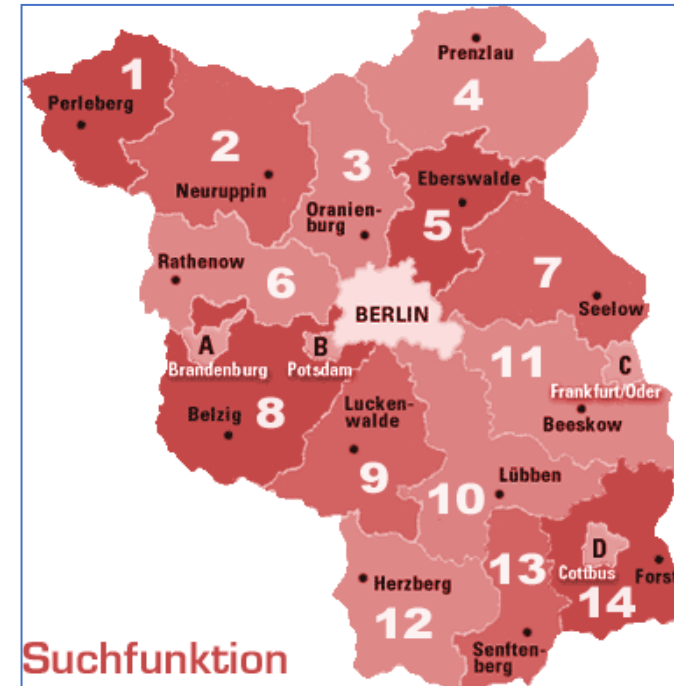 Prenzlau
1
4
Perleberg
2
3
Eberswalde
Neuruppin
Oranien-
burg
5
7
Rathenow
6
Seelow
BERLIN
A
B
11
C
Brandenburg
Potsdam
Frankfurt/Oder
8
Lucken-
walde
Belzig
Beeskow
9
10
Lübben
13
D
Cottbus
Forst
Herzberg
14
12
Senften-
berg
Suchfunktion